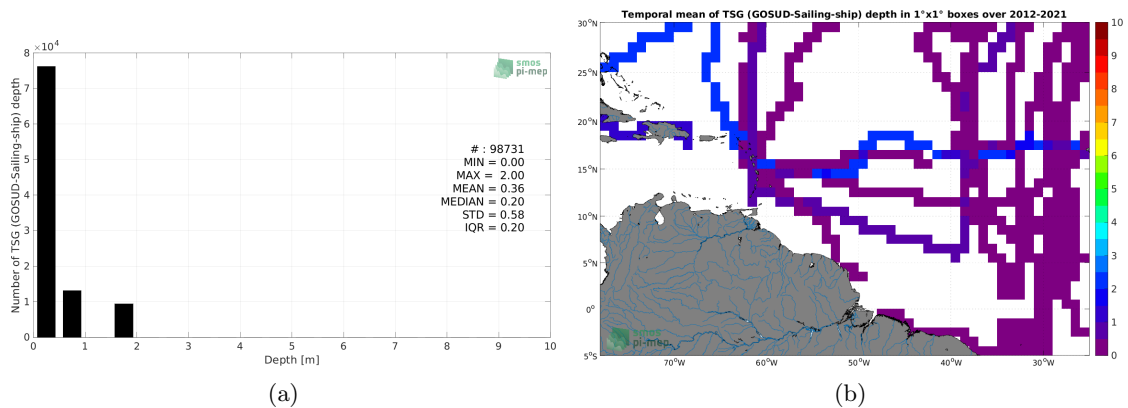 ×10^4
8
7
6
5
4
3
2
1
0
Number of TSG (GOSUD-Sailing-ship) depth
smos
pi-mep
# : 98731
MIN = 0.00
MAX = 2.00
MEAN = 0.36
MEDIAN = 0.20
STD = 0.58
IQR = 0.20
0 1 2 3 4 5 6 7 8 9 10
Depth [m]
(a)
Temporal mean of TSG (GOSUD-Sailing-ship) depth in 1°x1° boxes over 2012-2021
30°N
25°N
20°N
15°N
10°N
5°N
0°
5°S
70°W 60°W 50°W 40°W 30°W
smos
pi-mep
10
9
8
7
6
5
4
3
2
1
0
(b)